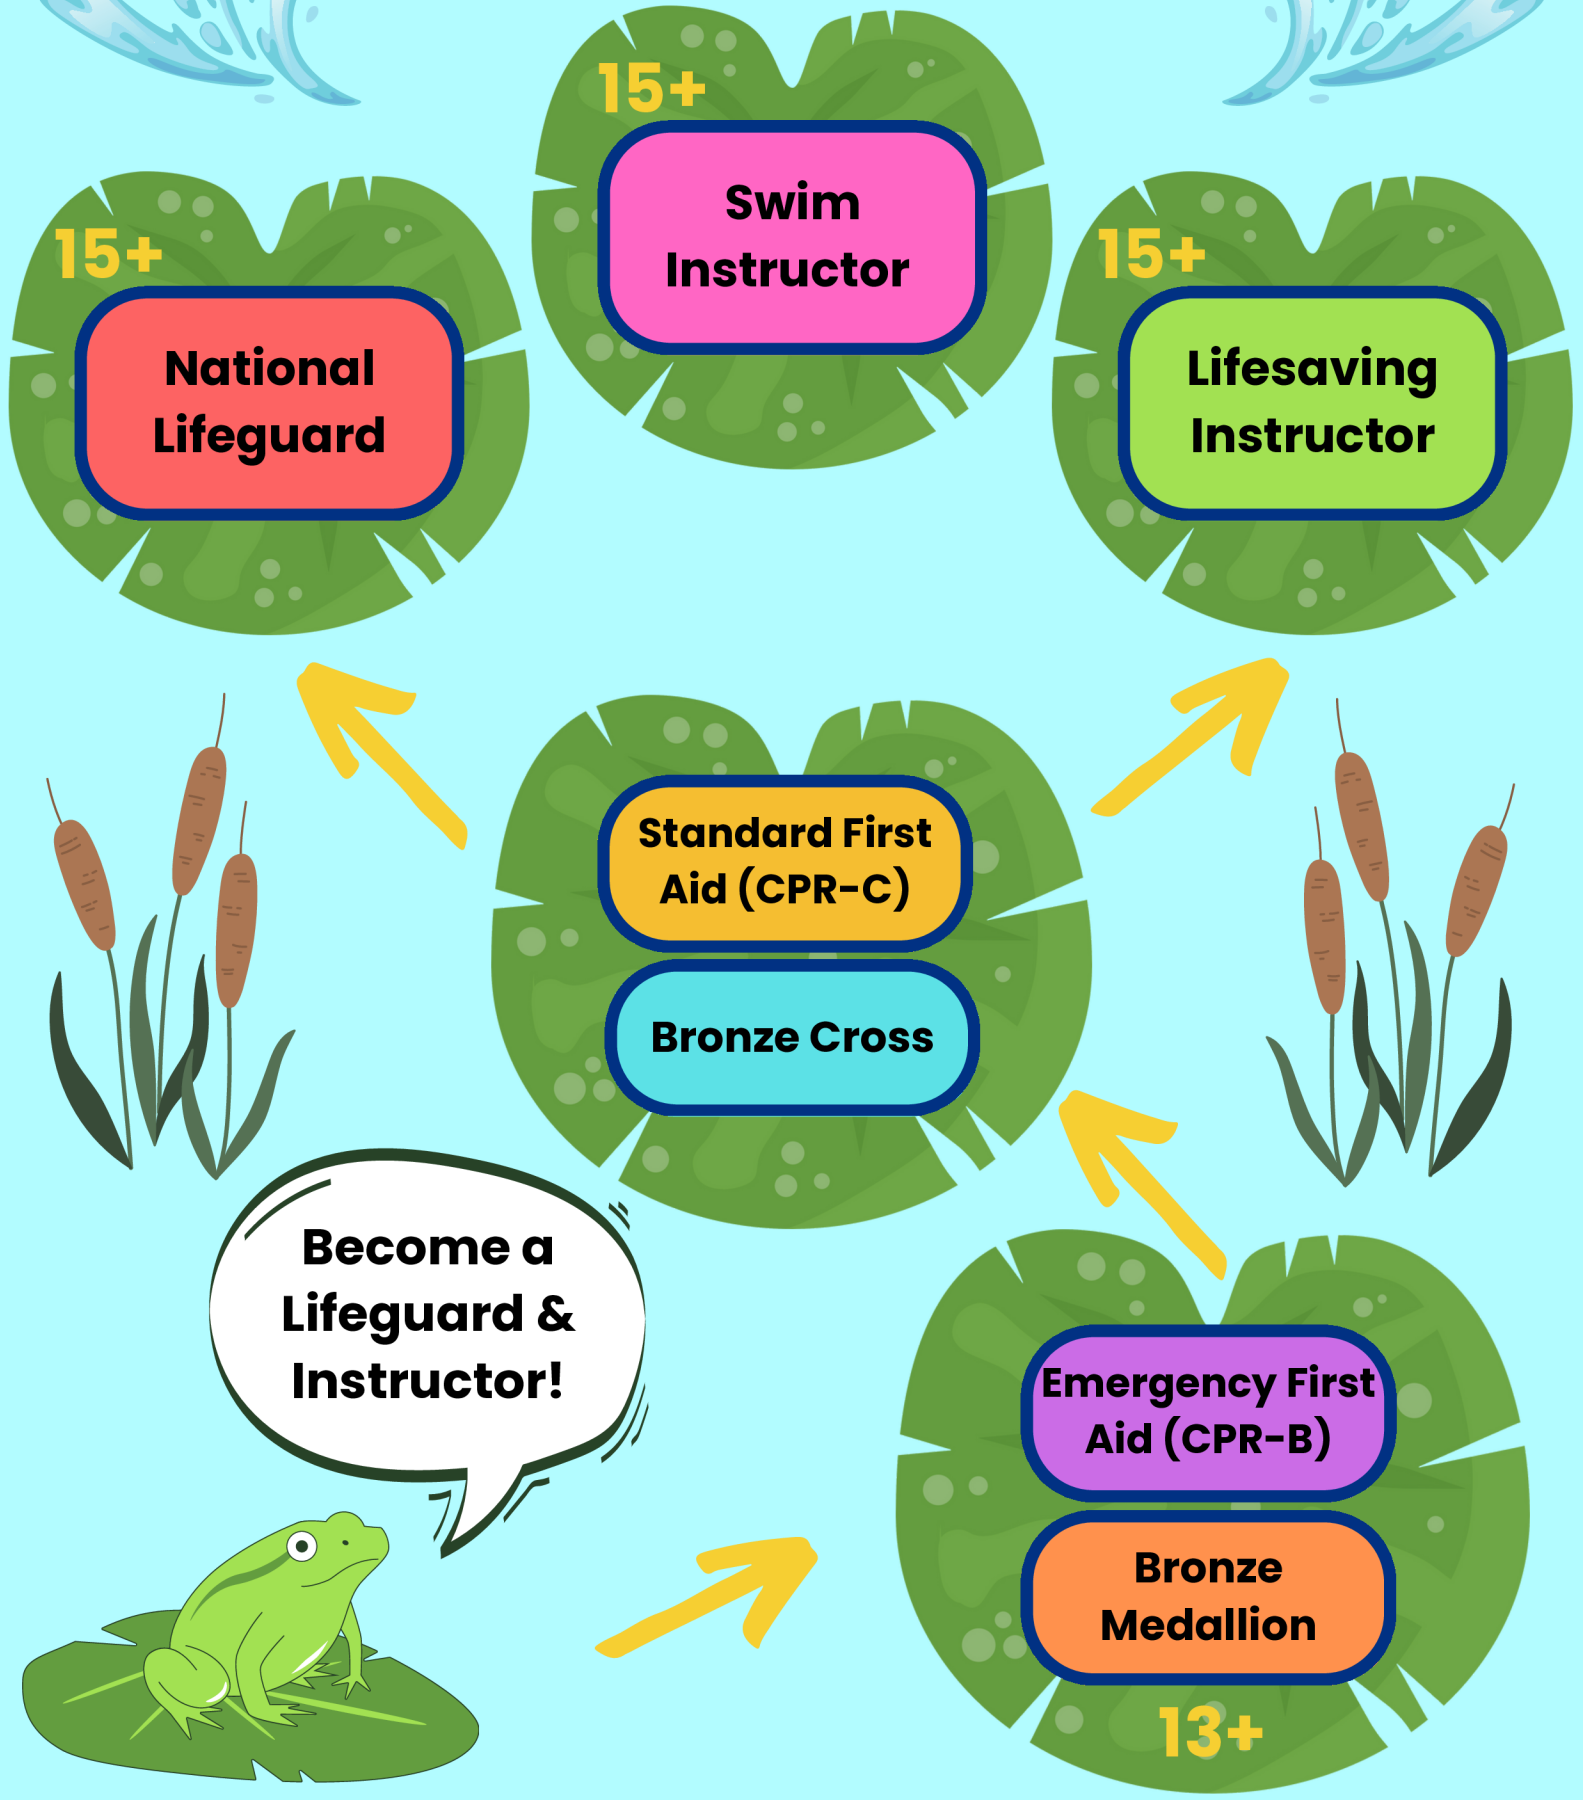 15+
Swim
Instructor
15+
National
Lifeguard
15+
Lifesaving
Instructor
Standard First
Aid (CPR-C)
Bronze Cross
Become a
Lifeguard &
Instructor!
Emergency First
Aid (CPR-B)
Bronze
Medallion
13+